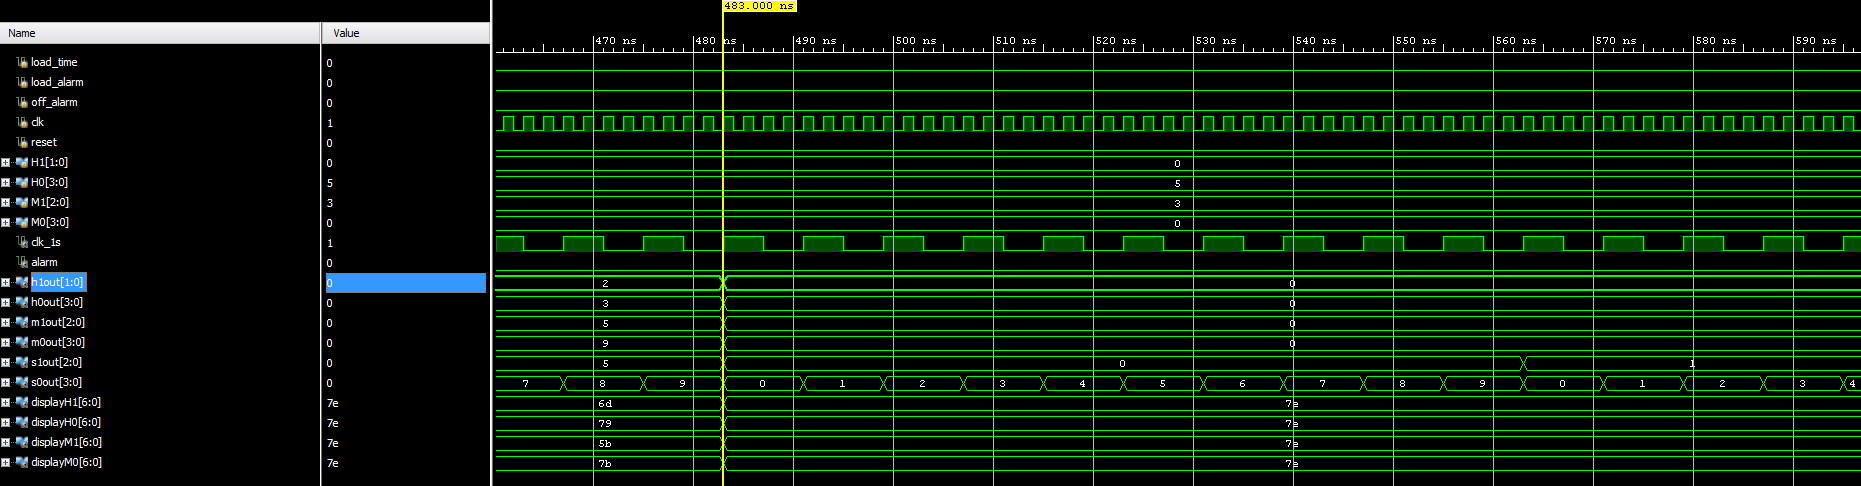 483.000 ns
Name Value
470 ns 480 ns 490 ns 500 ns 510 ns 520 ns 530 ns 540 ns 550 ns 560 ns 570 ns 580 ns 590 ns
load_time 0
load_alarm 0
off_alarm 0
clk 1
reset 0
H1[1:0] 0 0
H0[3:0] 5 5
M1[2:0] 3 3
M0[3:0] 0 0
clk_1s 1
alarm 0
h1out[1:0] 0 2 0
h0out[3:0] 0 3 0
m1out[2:0] 0 5 0
m0out[3:0] 0 9 0
s1out[2:0] 0 5 0 1
s0out[3:0] 0 7 8 9 0 1 2 3 4 5 6 7 8 9 0 1 2 3 4
displayH1[6:0] 7e 6d 7e
displayH0[6:0] 7e 79 7e
displayM1[6:0] 7e 5b 7e
displayM0[6:0] 7e 7b 7e